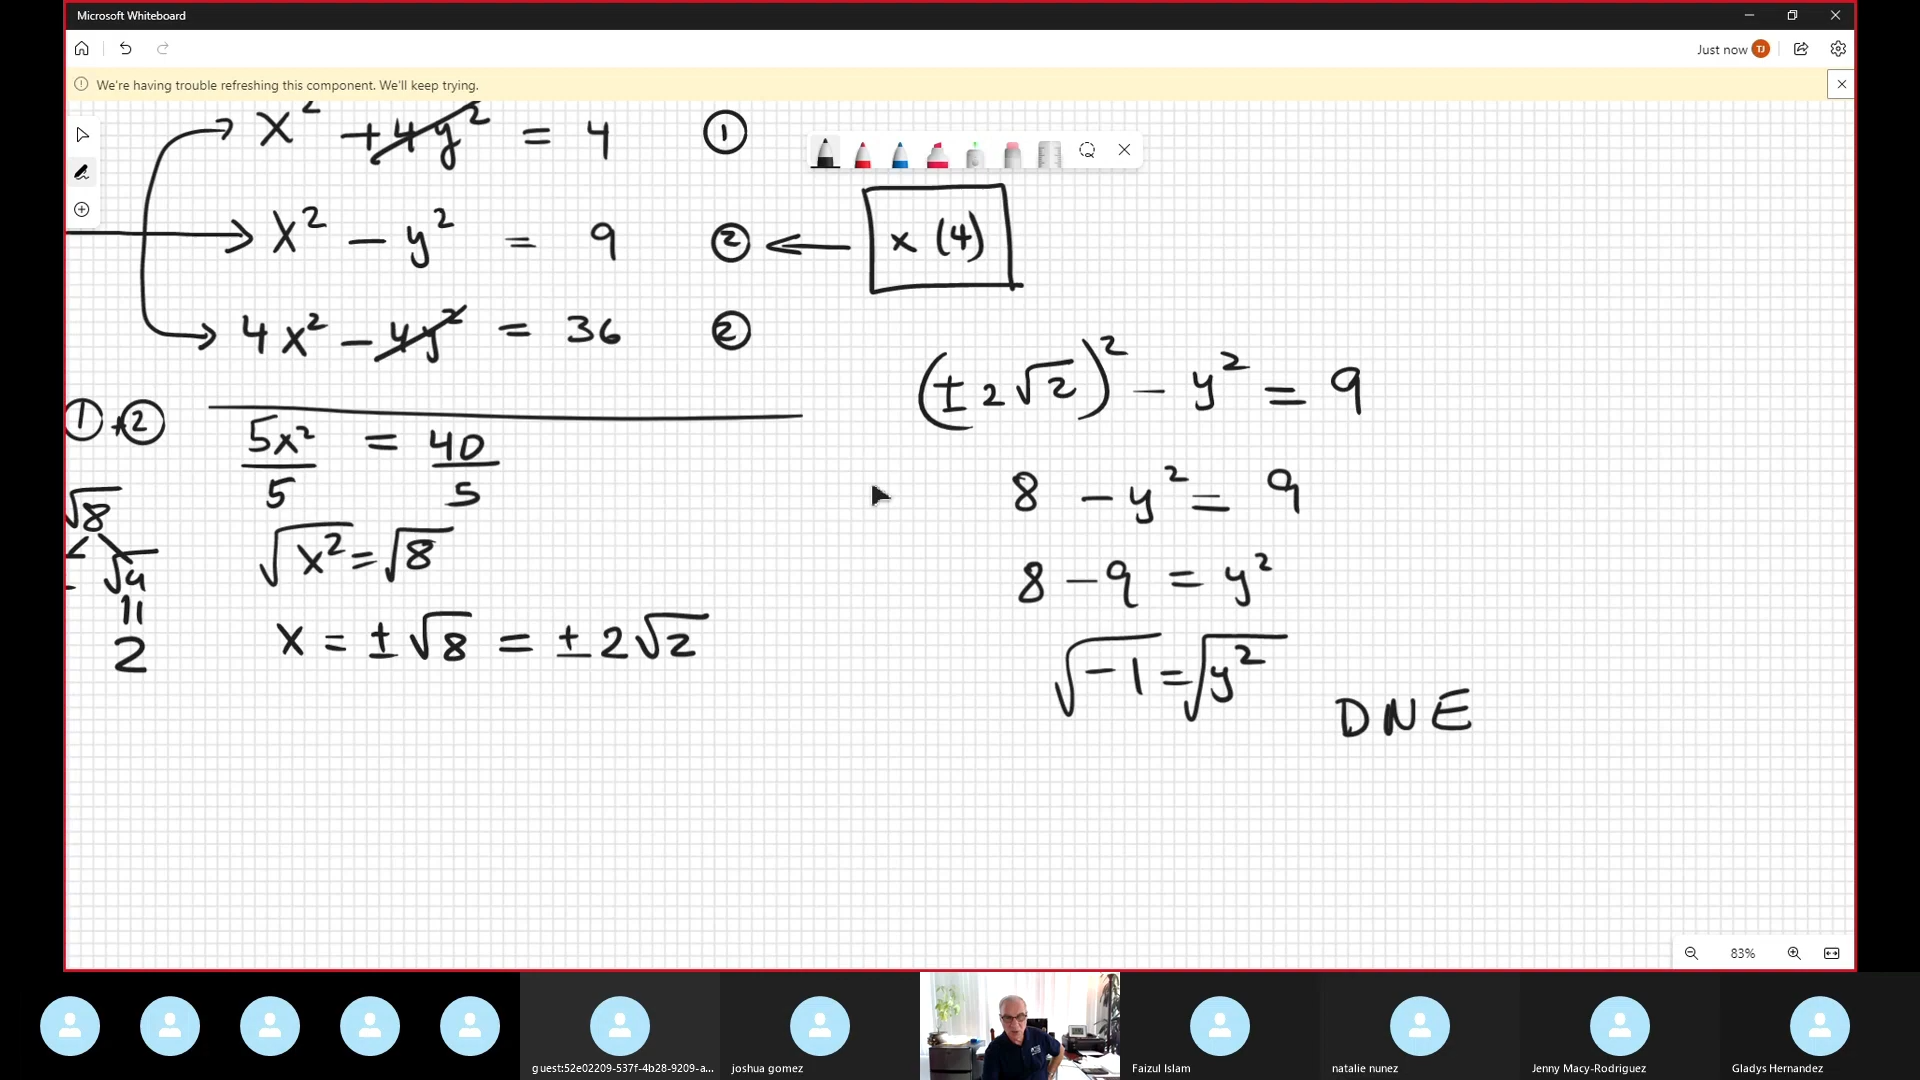 Microsoft Whiteboard
Just now TJ
We're having trouble refreshing this component. We'll keep trying.
x² + 4y² = 4 ①
x² − y² = 9 ② ← x (4)
4x² − 4y² = 36 ②
① + ②
5x²/5 = 40/5
√8
√x² = √8
√4
11
2
x = ± √8 = ± 2√2
(± 2√2)² − y² = 9
8 − y² = 9
8 − 9 = y²
√−1 = √y²
DNE
83%
guest:52e02209-537f-4b28-9209-a...
joshua gomez
Faizul Islam
natalie nunez
Jenny Macy-Rodriguez
Gladys Hernandez